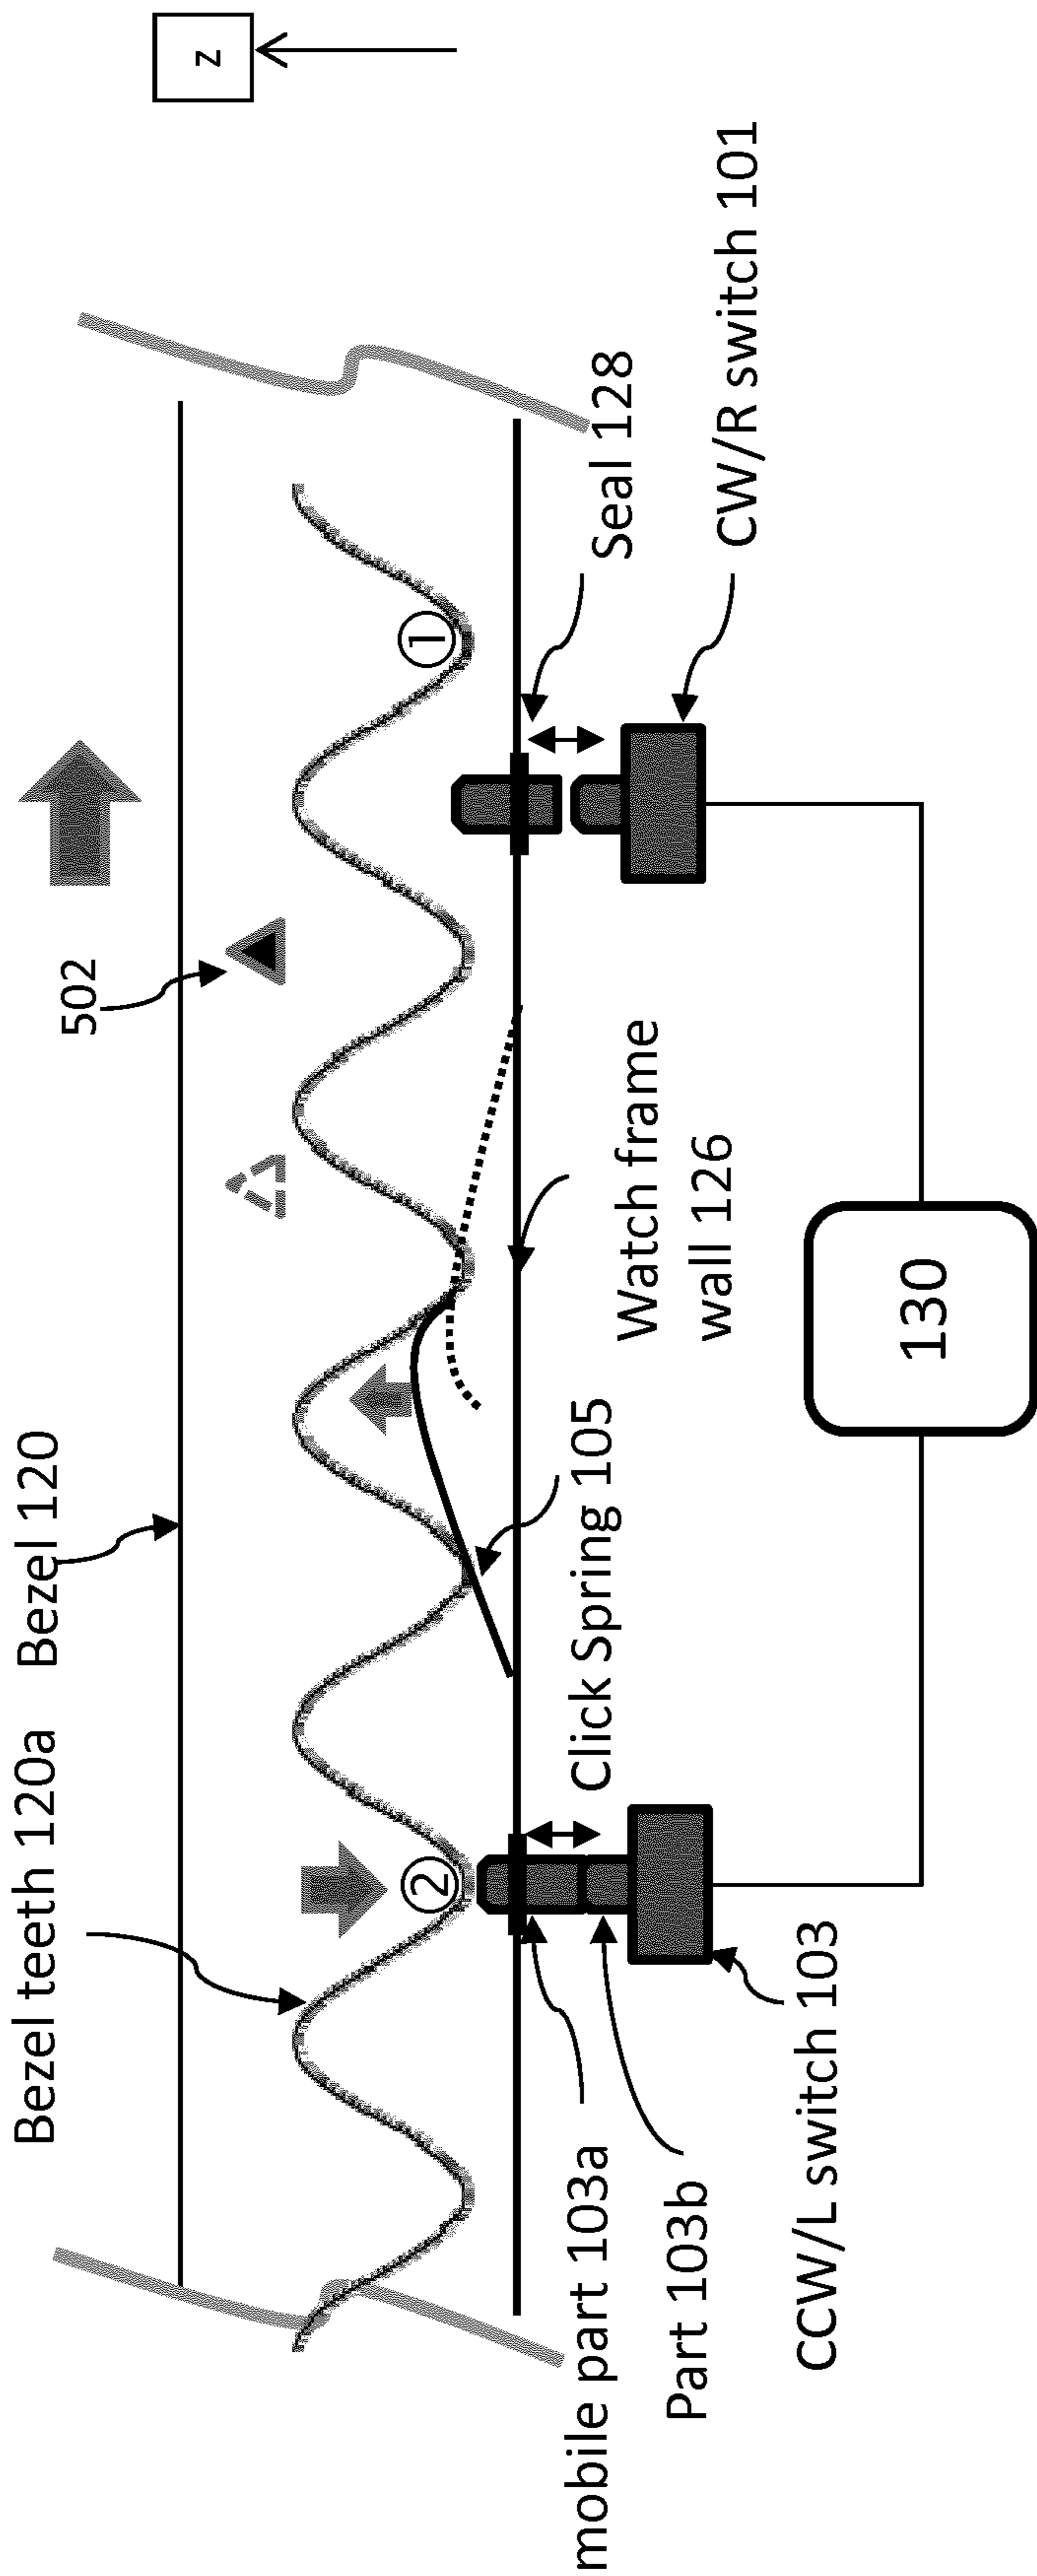 Bezel teeth 120a
Bezel 120
502
z
①
②
Seal 128
CW/R switch 101
Watch frame
wall 126
Click Spring 105
130
mobile part 103a
Part 103b
CCW/L switch 103